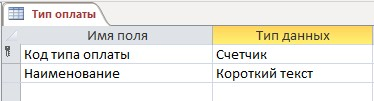 Тип оплаты
Имя поля Тип данных
Код типа оплаты Счетчик
Наименование Короткий текст